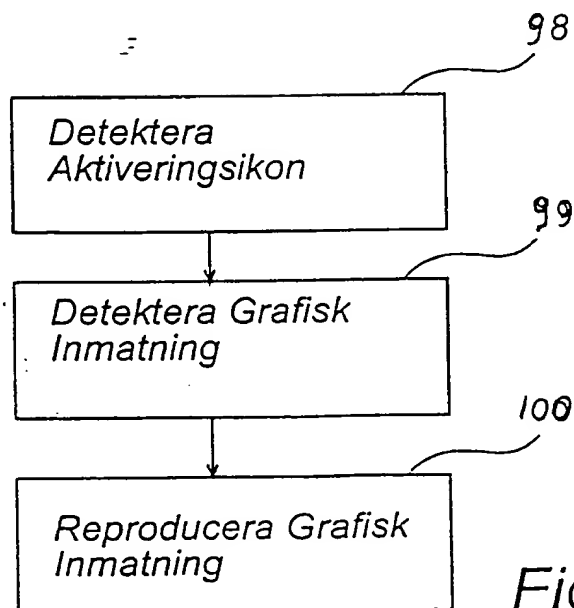 98
Detektera
Aktiveringsikon
99
Detektera Grafisk
Inmatning
100
Reproducera Grafisk
Inmatning